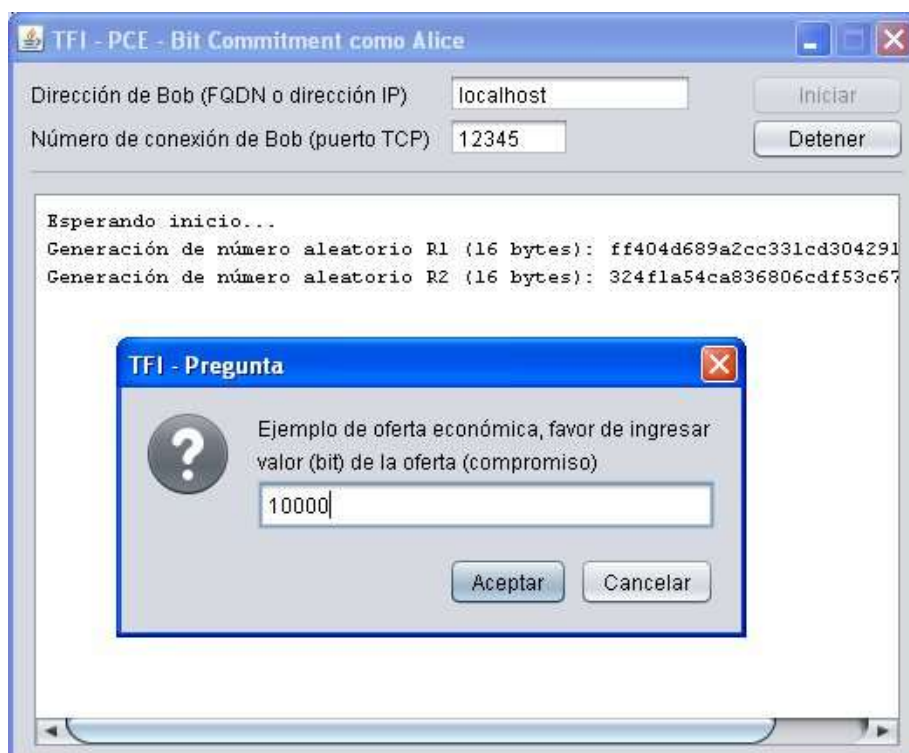 TFI - PCE - Bit Commitment como Alice
Dirección de Bob (FQDN o dirección IP) localhost Iniciar
Número de conexión de Bob (puerto TCP) 12345 Detener
Esperando inicio...
Generación de número aleatorio R1 (16 bytes): ff404d689a2cc331cd304291
Generación de número aleatorio R2 (16 bytes): 324f1a54ca836806cdf53c67
TFI - Pregunta
?
Ejemplo de oferta económica, favor de ingresar
valor (bit) de la oferta (compromiso)
10000
Aceptar Cancelar